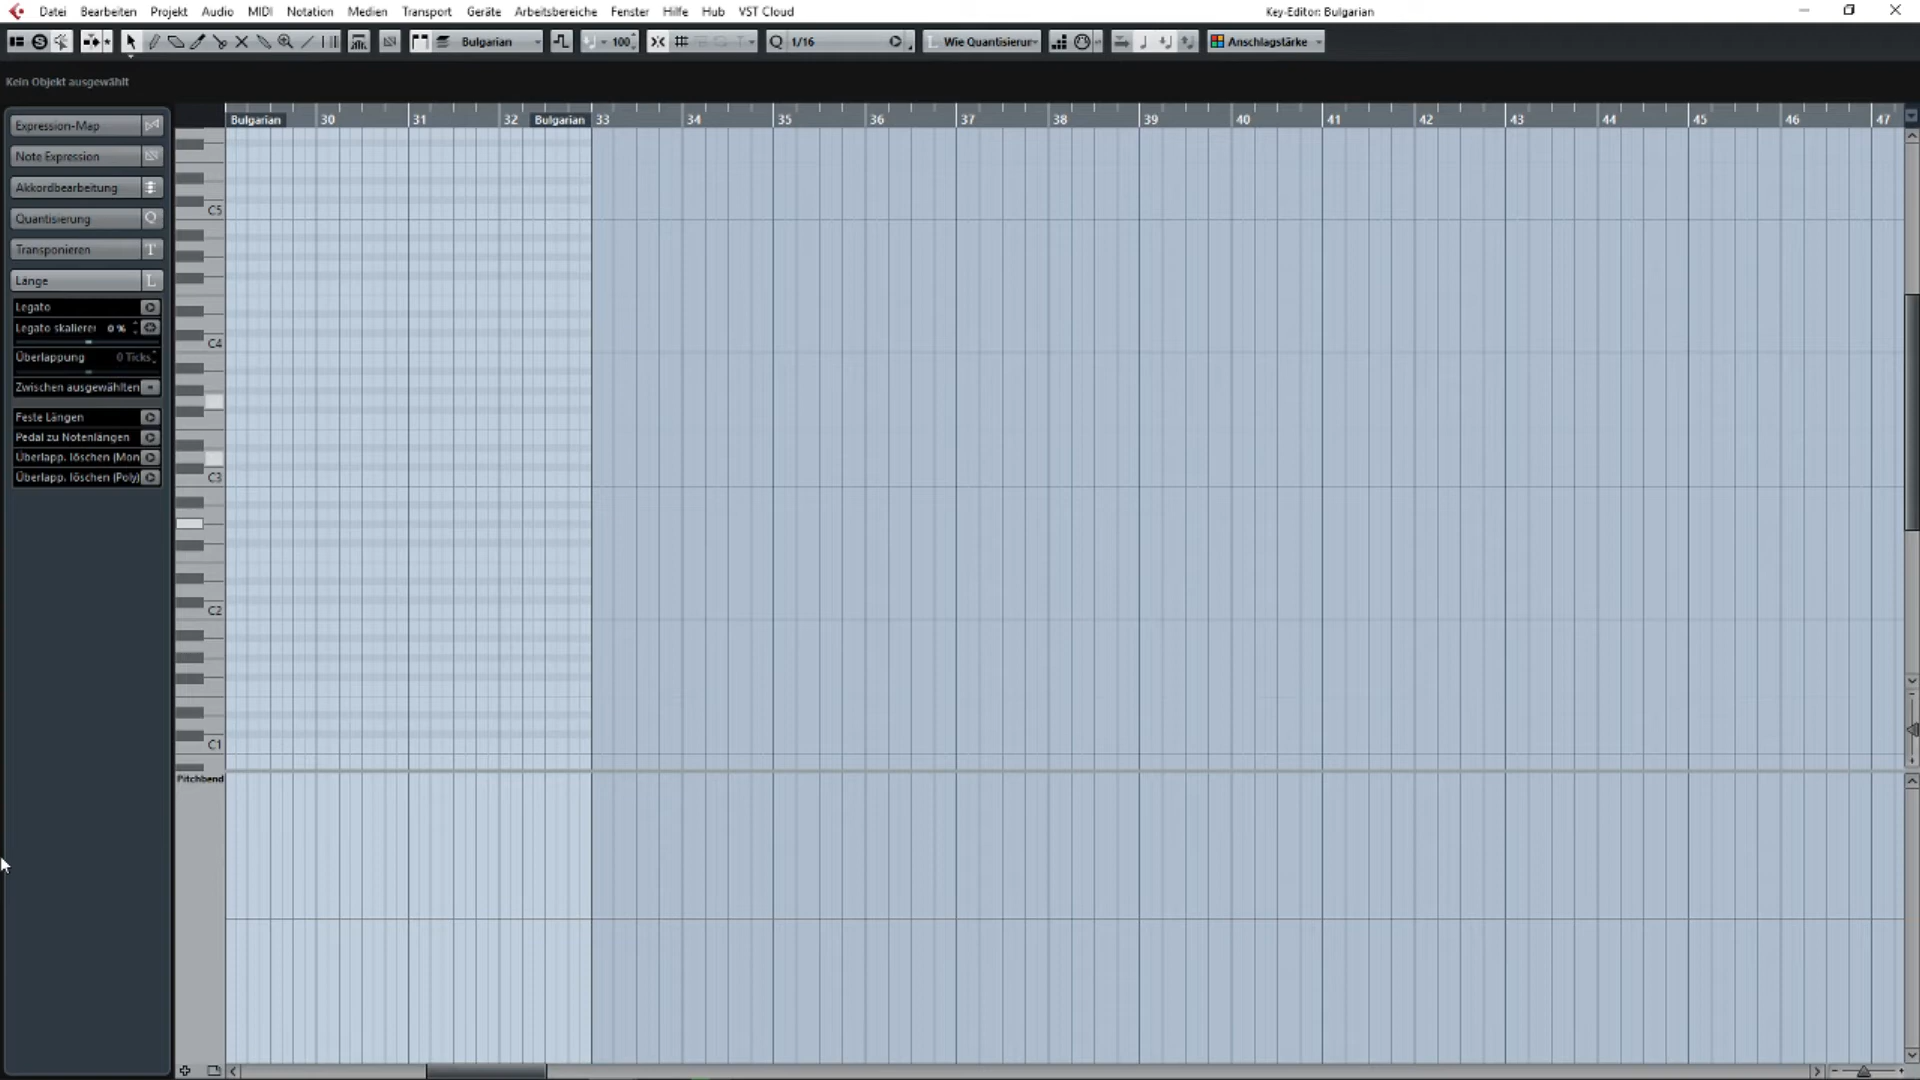 Datei Bearbeiten Projekt Audio MIDI Notation Medien Transport Geräte Arbeitsbereiche Fenster Hilfe Hub VST Cloud Key-Editor: Bulgarian
Bulgarian 100 Q 1/16 L Wie Quantisierur Anschlagstärke
Kein Objekt ausgewählt
Bulgarian 30 31 32 Bulgarian 33 34 35 36 37 38 39 40 41 42 43 44 45 46 47
Expression-Map
Note Expression
Akkordbearbeitung
Quantisierung Q
Transponieren T
Länge L
Legato
Legato skalierei 0 %
Überlappung 0 Ticks
Zwischen ausgewählten
Feste Längen
Pedal zu Notenlängen
Überlapp. löschen (Mon
Überlapp. löschen (Poly)
C5
C4
C3
C2
C1
Pitchbend